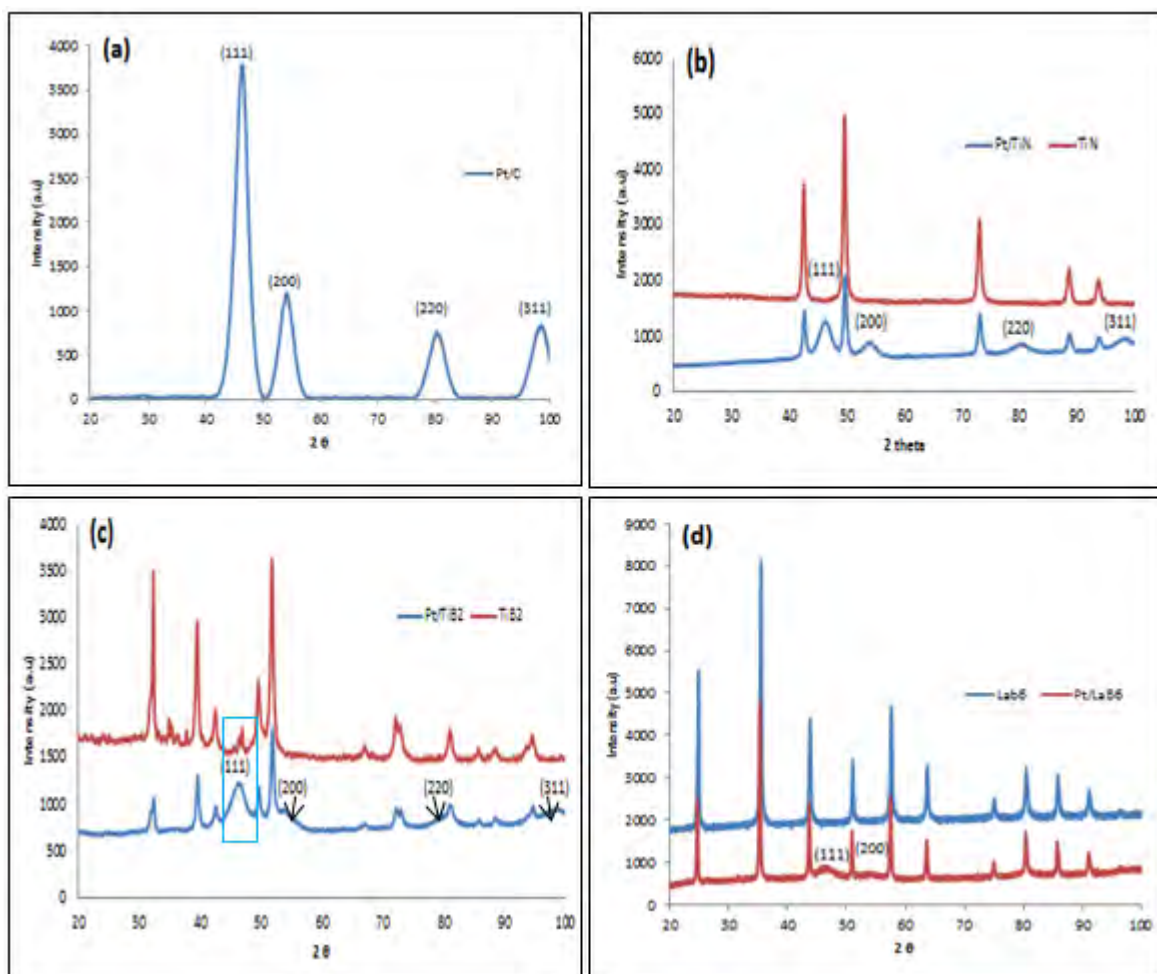 (a)
4000
3500
3000
2500
2000
1500
1000
500
0
Intensity (a.u)
(111)
(200)
(220)
(311)
Pt/C
20 30 40 50 60 70 80 90 100
2 θ
(b)
6000
5000
4000
3000
2000
1000
0
Intensity (a.u)
Pt/TiN TiN
(111)
(200)
(220)
(311)
20 30 40 50 60 70 80 90 100
2 theta
(c)
4000
3500
3000
2500
2000
1500
1000
500
0
Intensity (a.u)
Pt/TiB2 TiB2
(111)
(200)
(220)
(311)
20 30 40 50 60 70 80 90 100
2 θ
(d)
9000
8000
7000
6000
5000
4000
3000
2000
1000
0
Intensity (a.u)
Lab6 Pt/LaB6
(111)
(200)
20 30 40 50 60 70 80 90 100
2 θ